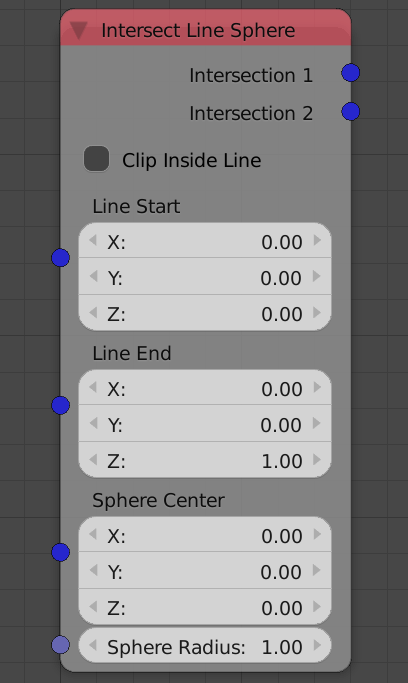 Intersect Line Sphere
Intersection 1
Intersection 2
Clip Inside Line
Line Start
X: 0.00
Y: 0.00
Z: 0.00
Line End
X: 0.00
Y: 0.00
Z: 1.00
Sphere Center
X: 0.00
Y: 0.00
Z: 0.00
Sphere Radius: 1.00